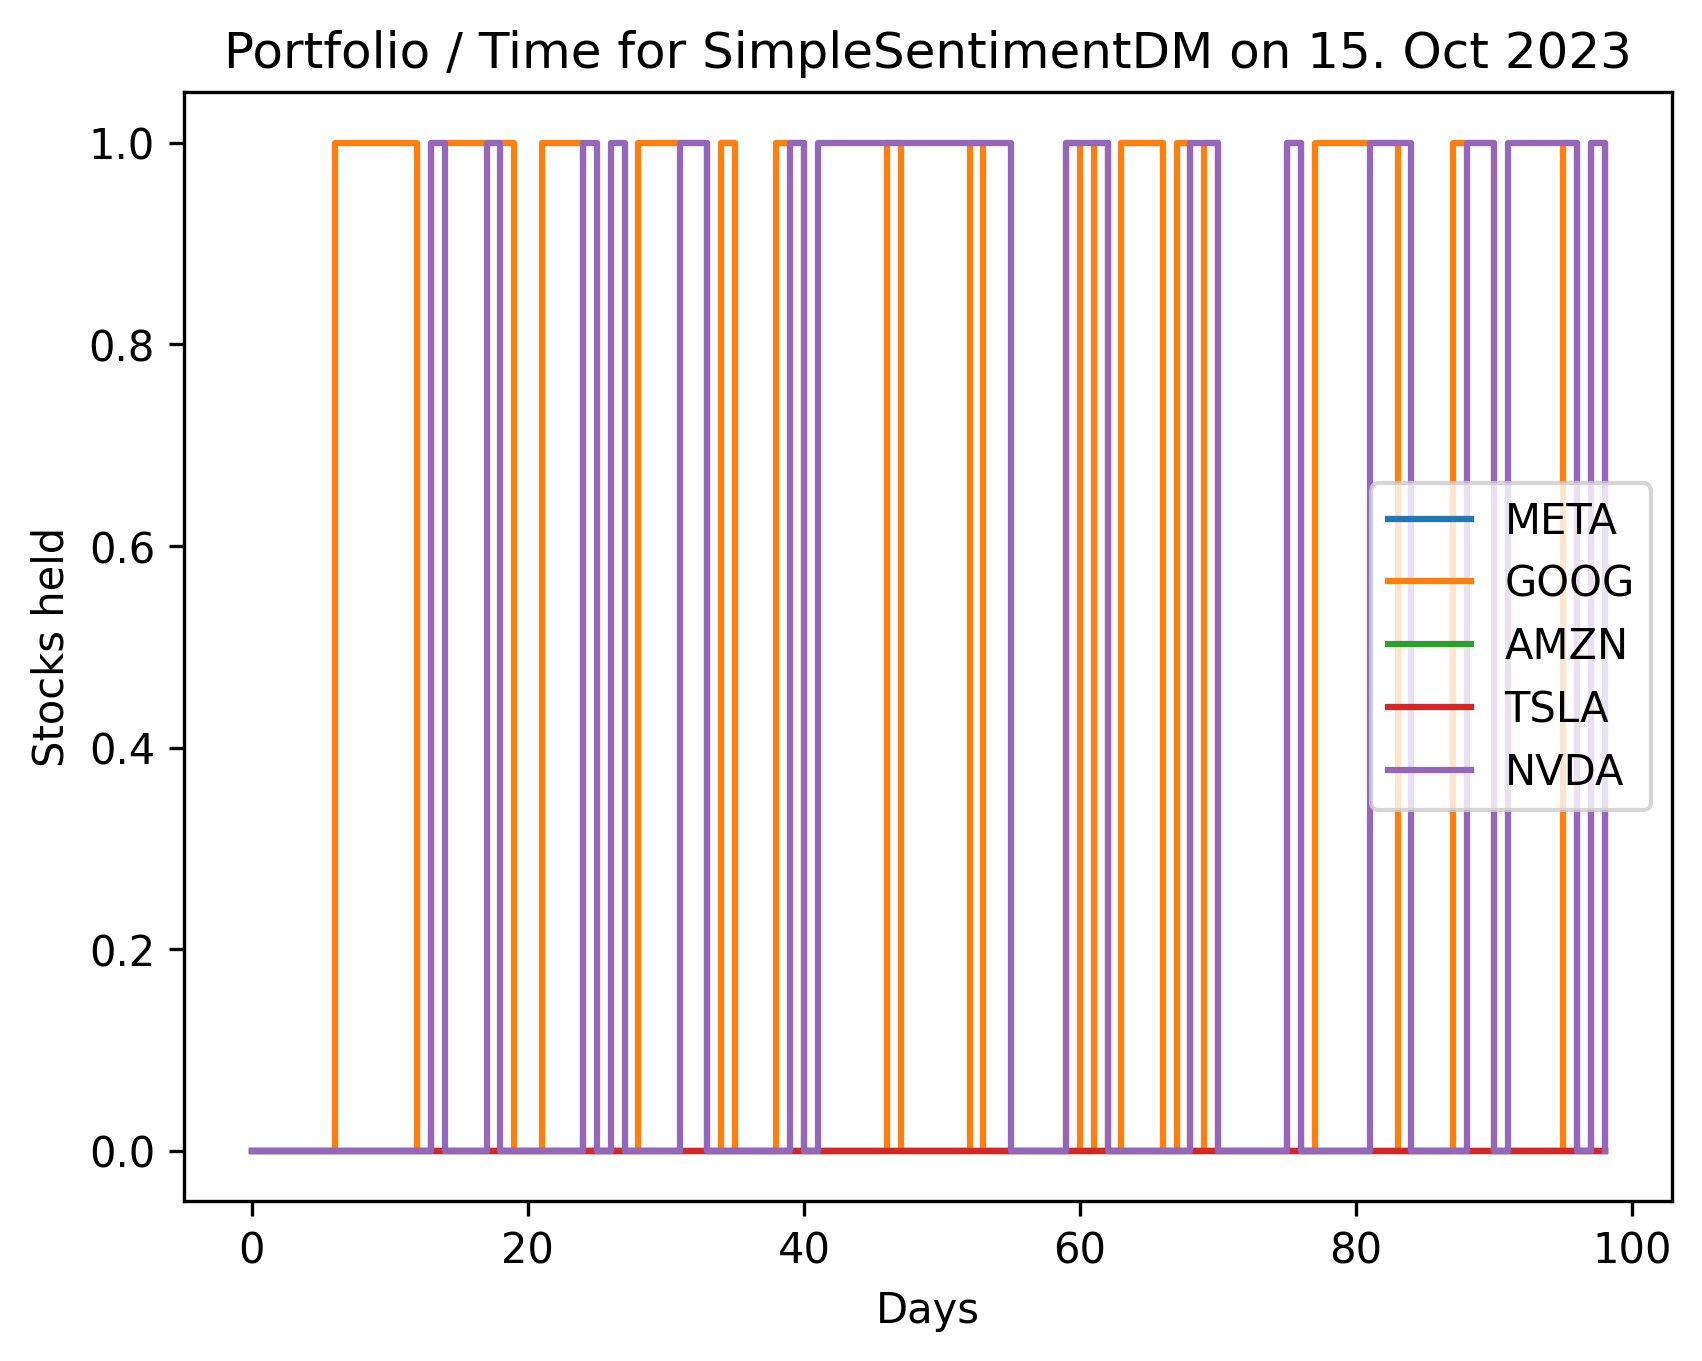 Portfolio / Time for SimpleSentimentDM on 15. Oct 2023
1.0
0.8
0.6
0.4
0.2
0.0
Stocks held
META
GOOG
AMZN
TSLA
NVDA
0 20 40 60 80 100
Days